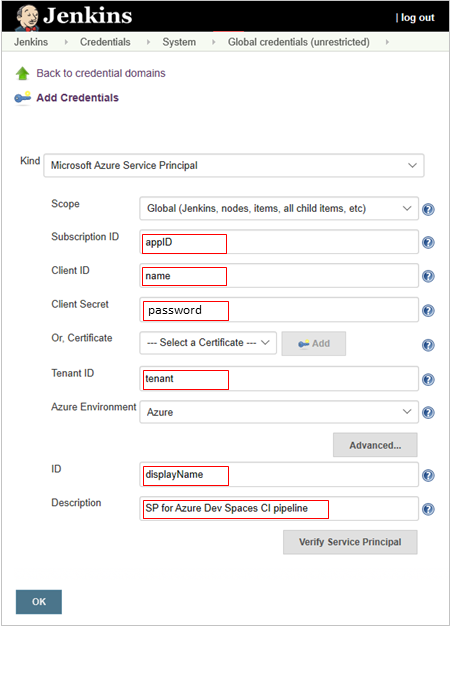 Jenkins
| log out
Jenkins Credentials System Global credentials (unrestricted)
Back to credential domains
Add Credentials
Kind Microsoft Azure Service Principal
Scope Global (Jenkins, nodes, items, all child items, etc)
Subscription ID appID
Client ID name
Client Secret password
Or, Certificate --- Select a Certificate --- Add
Tenant ID tenant
Azure Environment Azure
Advanced...
ID displayName
Description SP for Azure Dev Spaces CI pipeline
Verify Service Principal
OK